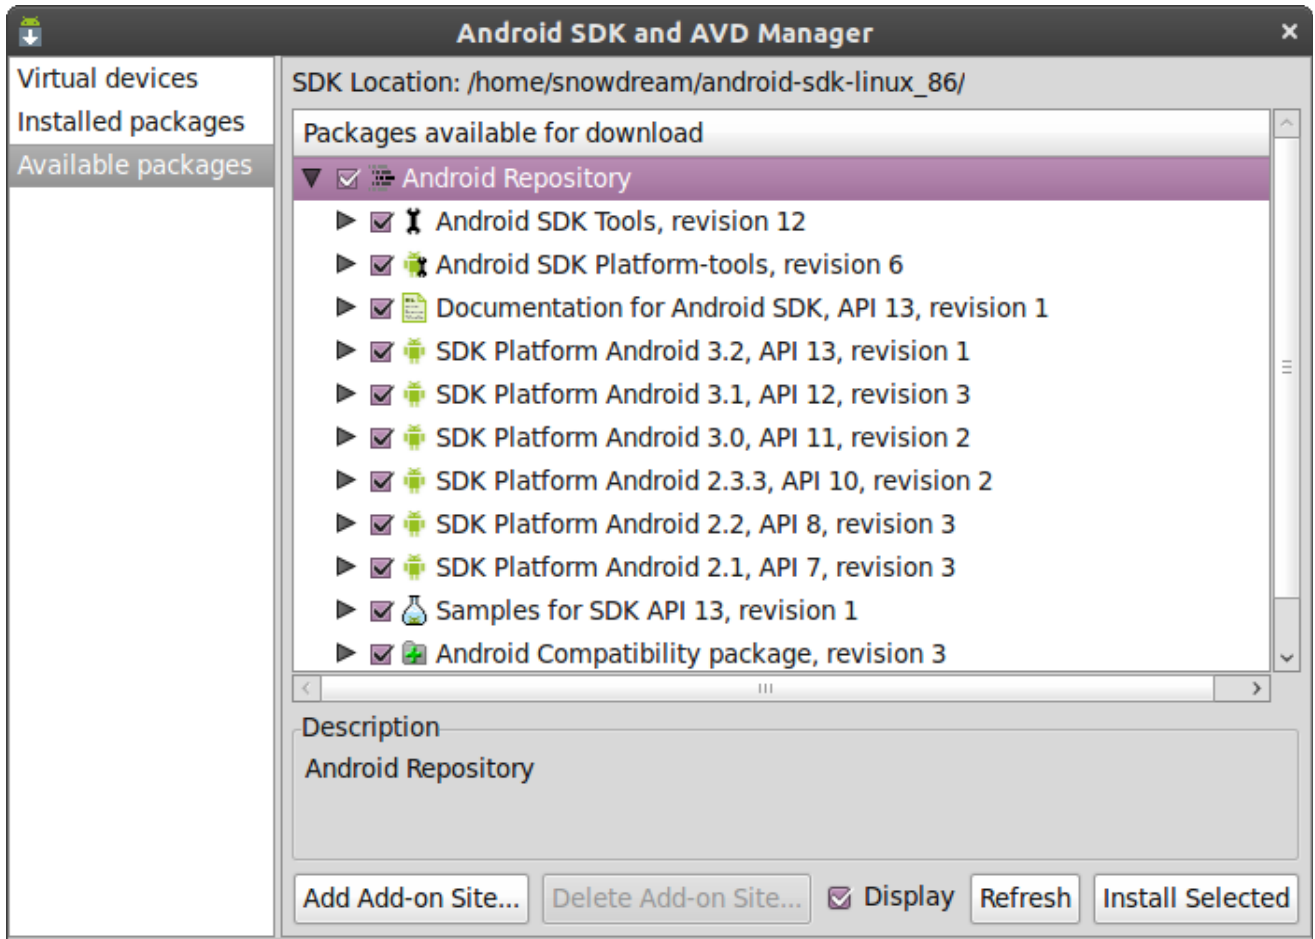 Android SDK and AVD Manager
Virtual devices
Installed packages
Available packages
SDK Location: /home/snowdream/android-sdk-linux_86/
Packages available for download
Android Repository
Android SDK Tools, revision 12
Android SDK Platform-tools, revision 6
Documentation for Android SDK, API 13, revision 1
SDK Platform Android 3.2, API 13, revision 1
SDK Platform Android 3.1, API 12, revision 3
SDK Platform Android 3.0, API 11, revision 2
SDK Platform Android 2.3.3, API 10, revision 2
SDK Platform Android 2.2, API 8, revision 3
SDK Platform Android 2.1, API 7, revision 3
Samples for SDK API 13, revision 1
Android Compatibility package, revision 3
Description
Android Repository
Add Add-on Site... Delete Add-on Site... Display Refresh Install Selected